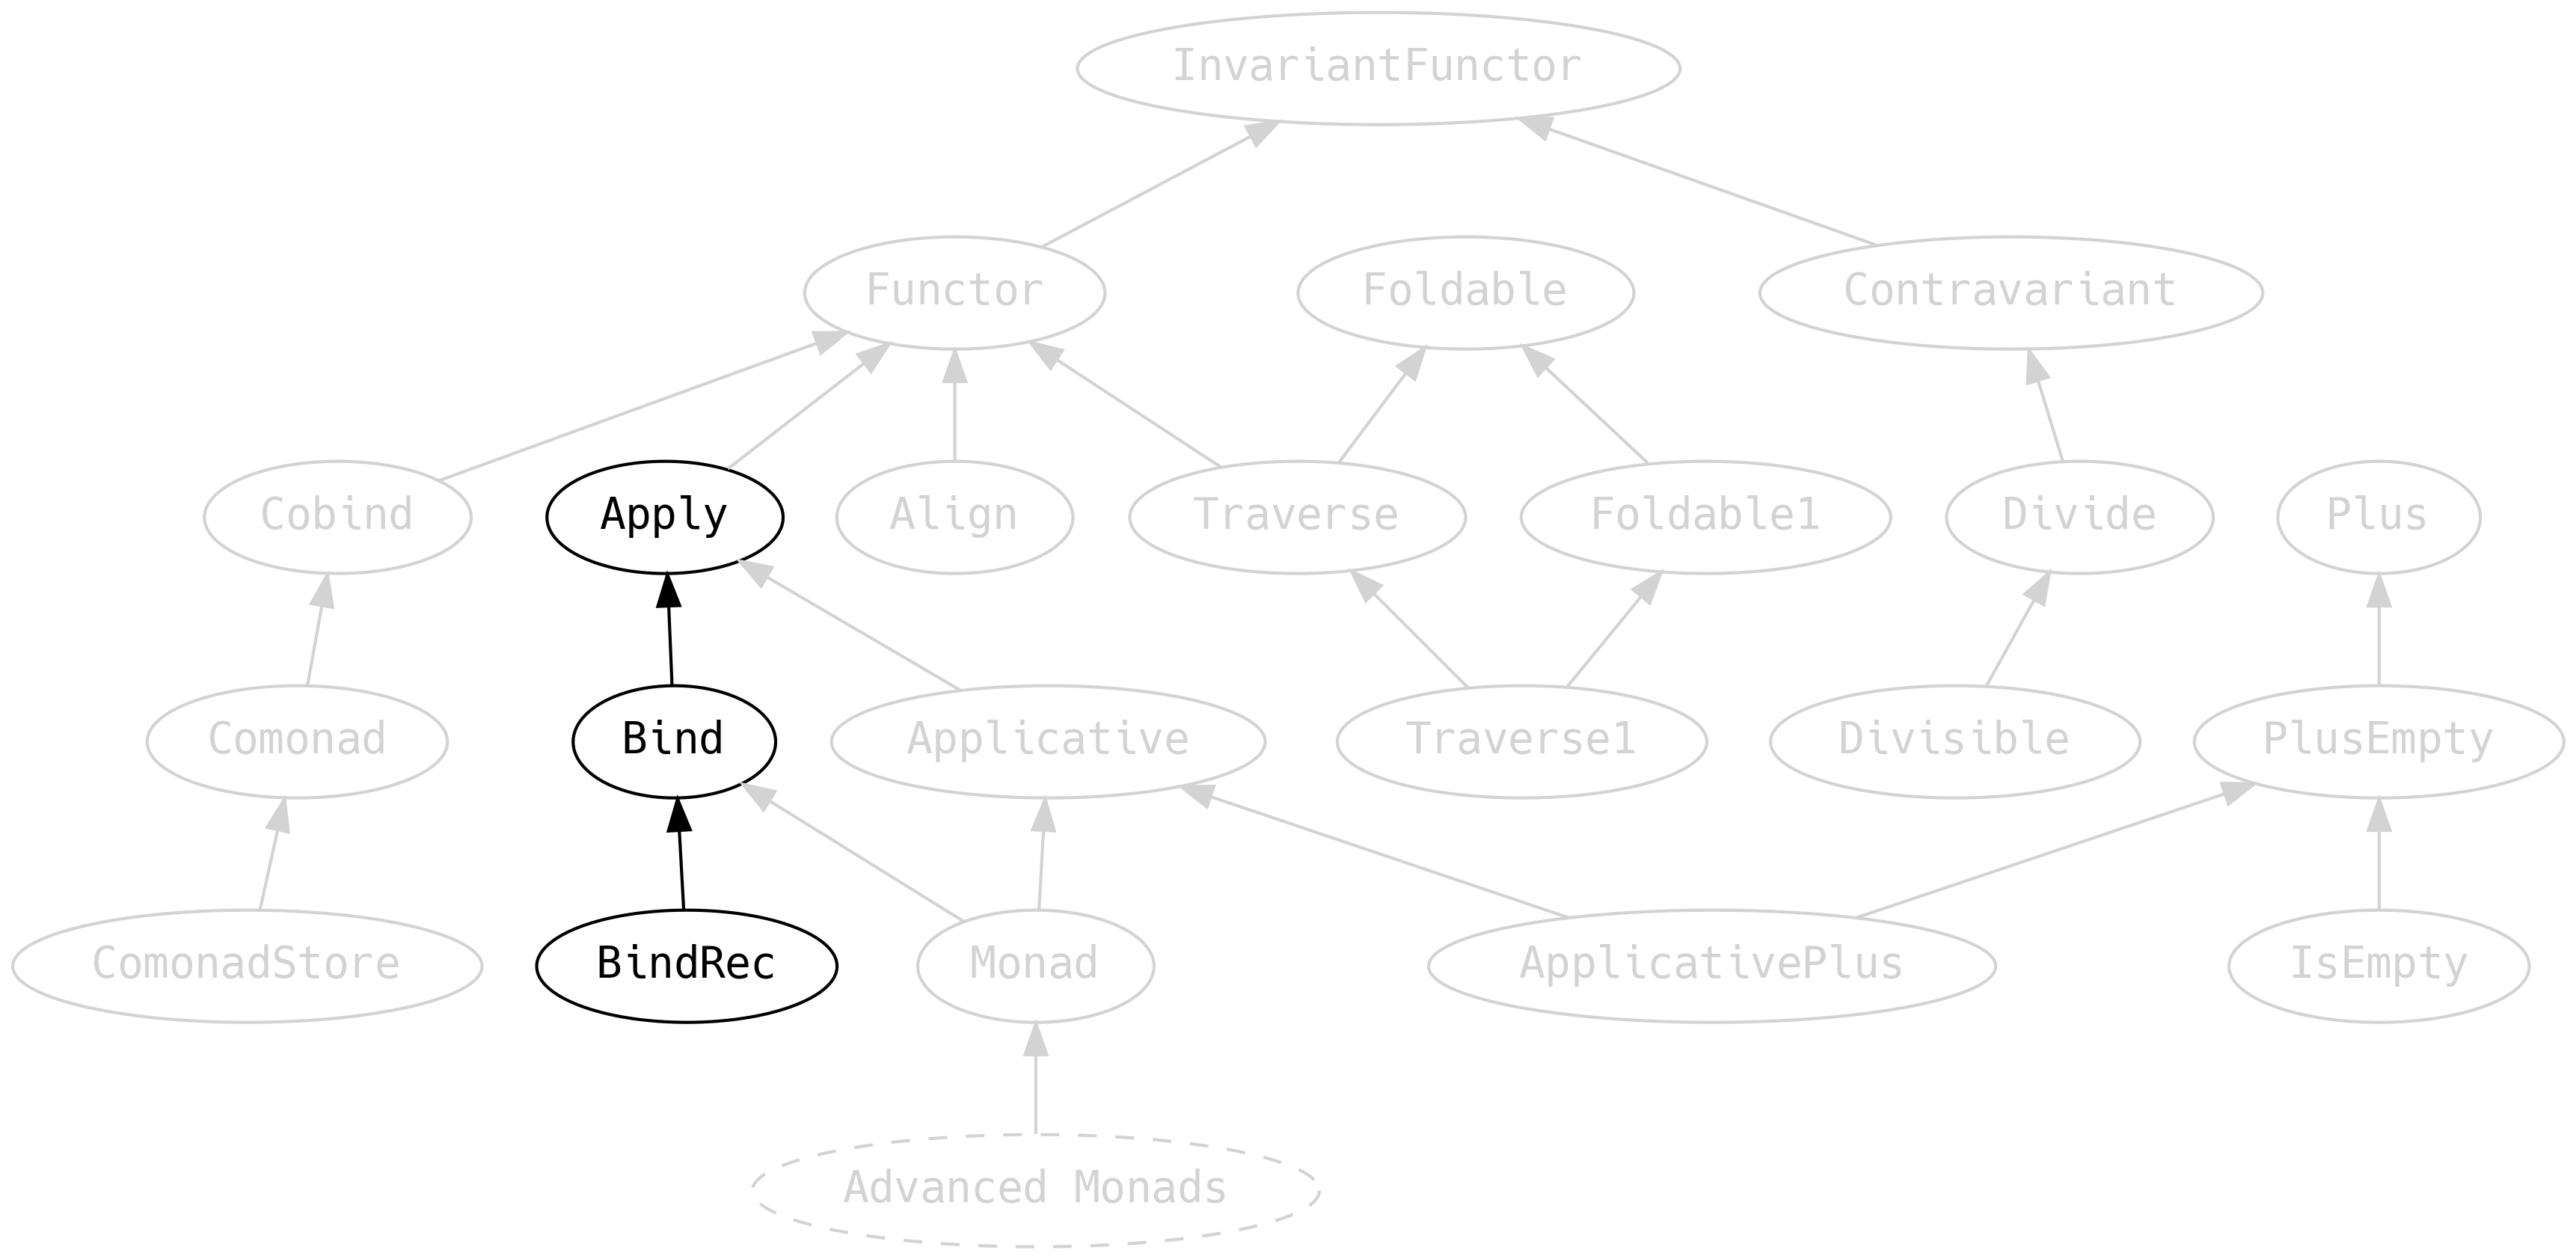 InvariantFunctor
Functor
Foldable
Contravariant
Cobind
Apply
Align
Traverse
Foldable1
Divide
Plus
Comonad
Bind
Applicative
Traverse1
Divisible
PlusEmpty
ComonadStore
BindRec
Monad
ApplicativePlus
IsEmpty
Advanced Monads